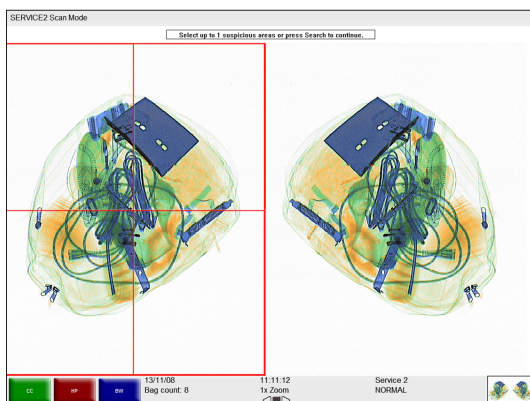 SERVICE2 Scan Mode
Select up to 1 suspicious areas or press Search to continue.
CC
HP
BW
13/11/08
Bag count: 8
11:11:12
1x Zoom
Service 2
NORMAL